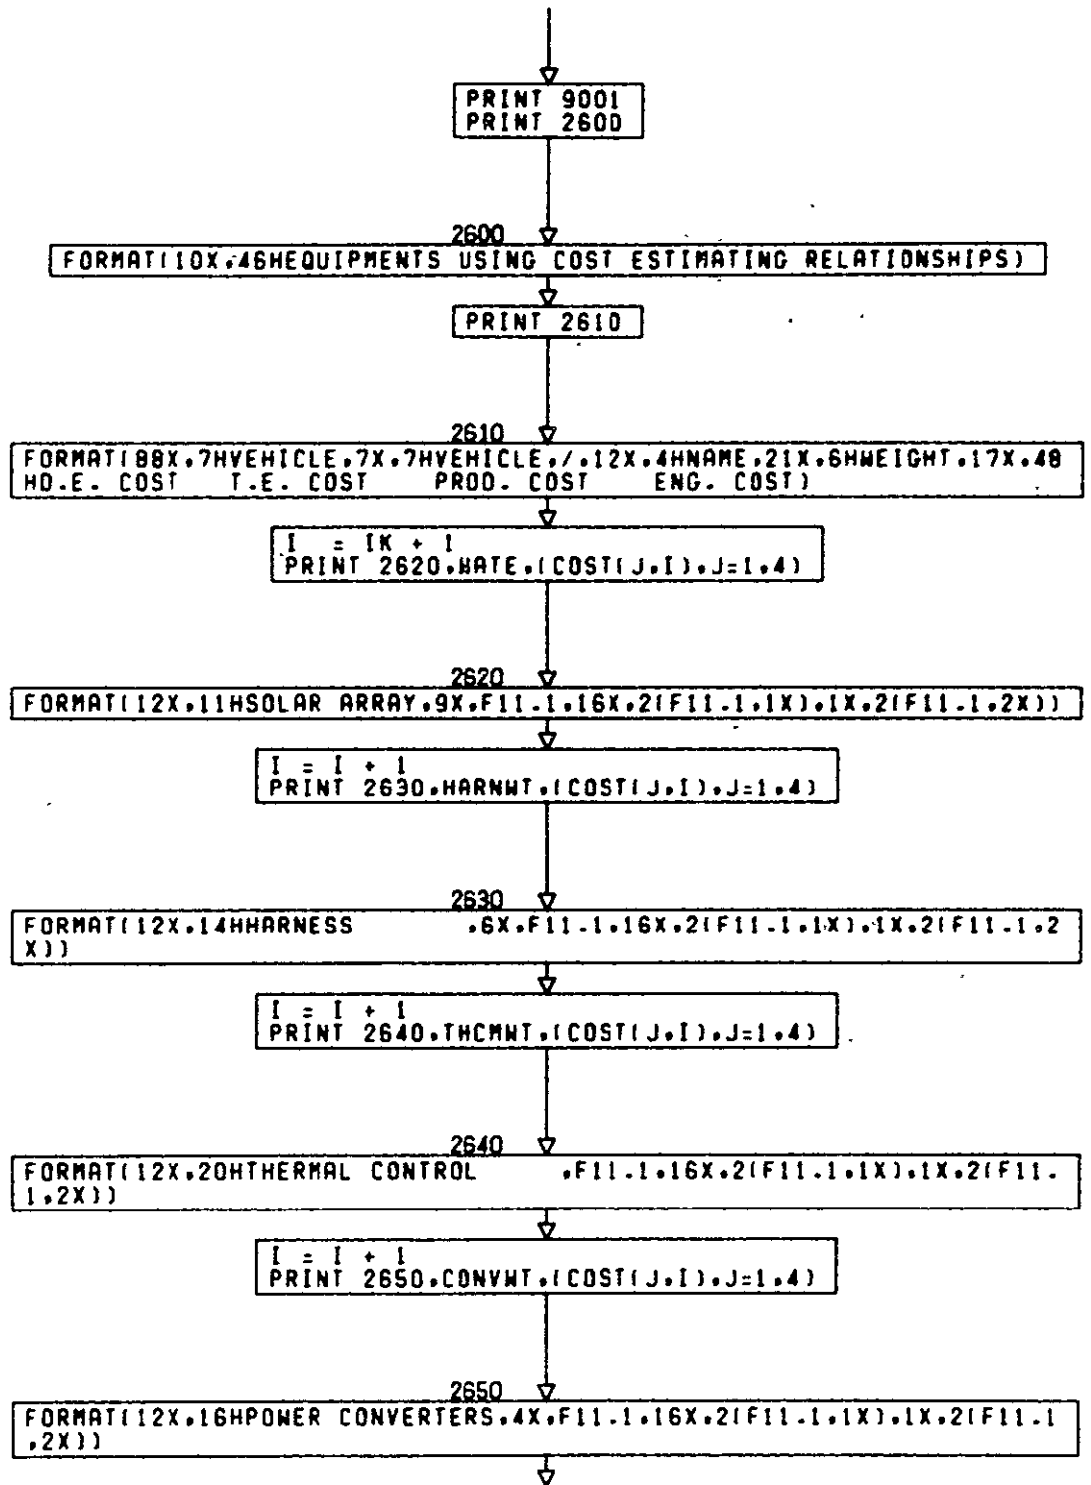 PRINT 9001
PRINT 2600
2600
FORMAT(10X,46HEQUIPMENTS USING COST ESTIMATING RELATIONSHIPS)
PRINT 2610
2610
FORMAT(88X,7HVEHICLE,7X,7HVEHICLE,/,12X,4HNAME,21X,6HWEIGHT,17X,48
HD.E. COST    T.E. COST     PROD. COST     ENG. COST)
I  = IK + 1
PRINT 2620,WATE,(COST(J,I),J=1,4)
2620
FORMAT(12X,11HSOLAR ARRAY,9X,F11.1,16X,2(F11.1,1X),1X,2(F11.1,2X))
I = I + 1
PRINT 2630,HARNWT,(COST(J,I),J=1,4)
2630
FORMAT(12X,14HHARNESS       ,6X,F11.1,16X,2(F11.1,1X),1X,2(F11.1,2
X))
I = I + 1
PRINT 2640,THCMWT,(COST(J,I),J=1,4)
2640
FORMAT(12X,20HTHERMAL CONTROL     ,F11.1,16X,2(F11.1,1X),1X,2(F11.
1,2X))
I = I + 1
PRINT 2650,CONVWT,(COST(J,I),J=1,4)
2650
FORMAT(12X,16HPOWER CONVERTERS,4X,F11.1,16X,2(F11.1,1X),1X,2(F11.1
,2X))